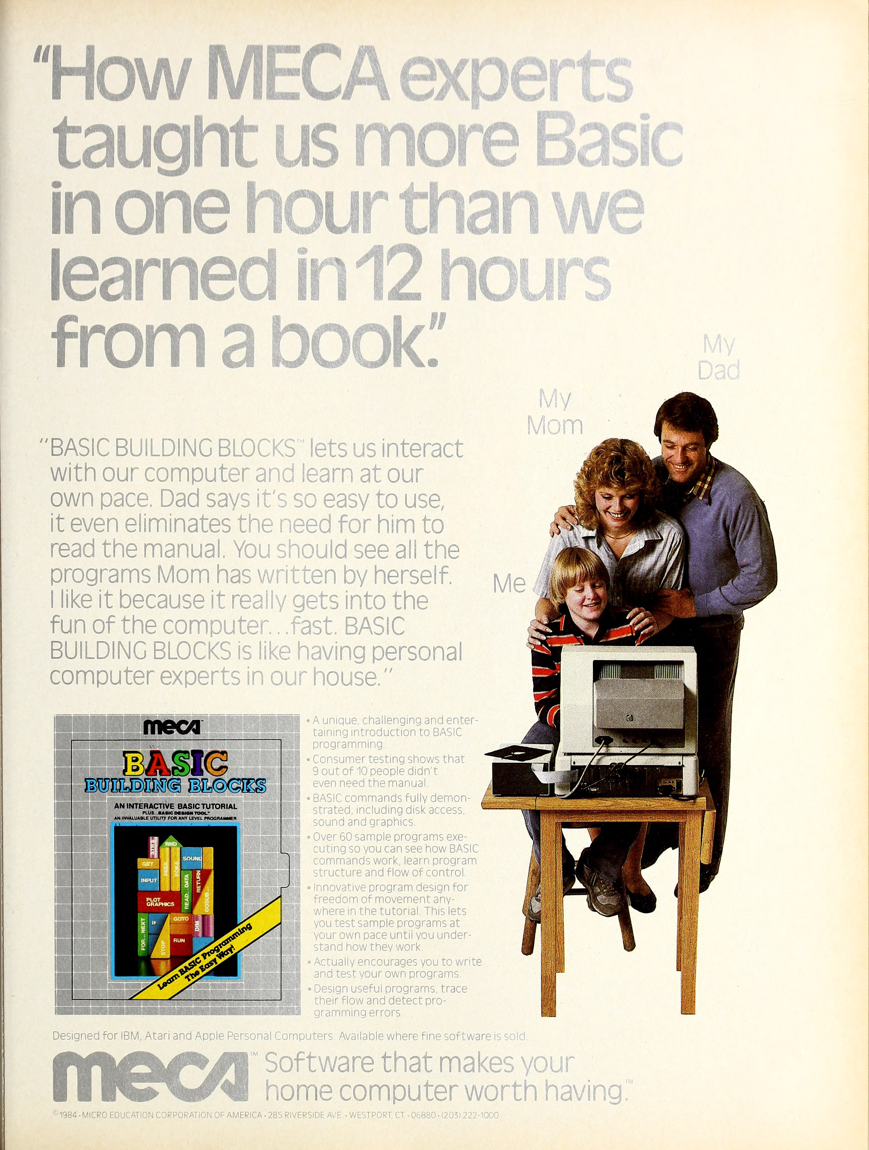 “How MECA experts
taught us more Basic
in one hour than we
learned in 12 hours
from a book.”
My
Dad
My
Mom
Me
“BASIC BUILDING BLOCKS™ lets us interact
with our computer and learn at our
own pace. Dad says it’s so easy to use,
it even eliminates the need for him to
read the manual. You should see all the
programs Mom has written by herself.
I like it because it really gets into the
fun of the computer...fast. BASIC
BUILDING BLOCKS is like having personal
computer experts in our house.”
meca
BASIC
BUILDING BLOCKS
AN INTERACTIVE BASIC TUTORIAL
PLUS...BASIC DESIGN TOOL™
AN INVALUABLE UTILITY FOR ANY LEVEL PROGRAMMER
RND
GET
SOUND
INPUT
READ...DATA
RETURN
PLOT
GRAPHICS
FOR...NEXT
IF
GOTO
DIM
STOP
RUN
Learn BASIC Programming
The Easy Way!
• A unique, challenging and enter-
taining introduction to BASIC
programming.
• Consumer testing shows that
9 out of 10 people didn’t
even need the manual.
• BASIC commands fully demon-
strated, including disk access,
sound and graphics.
• Over 60 sample programs exe-
cuting so you can see how BASIC
commands work, learn program
structure and flow of control.
• Innovative program design for
freedom of movement any-
where in the tutorial. This lets
you test sample programs at
your own pace until you under-
stand how they work.
• Actually encourages you to write
and test your own programs.
• Design useful programs, trace
their flow and detect pro-
gramming errors.
Designed for IBM, Atari and Apple Personal Computers. Available where fine software is sold.
meca™ Software that makes your
home computer worth having.™
©1984 • MICRO EDUCATION CORPORATION OF AMERICA • 285 RIVERSIDE AVE. • WESTPORT, CT. • 06880 • (203) 222-1000